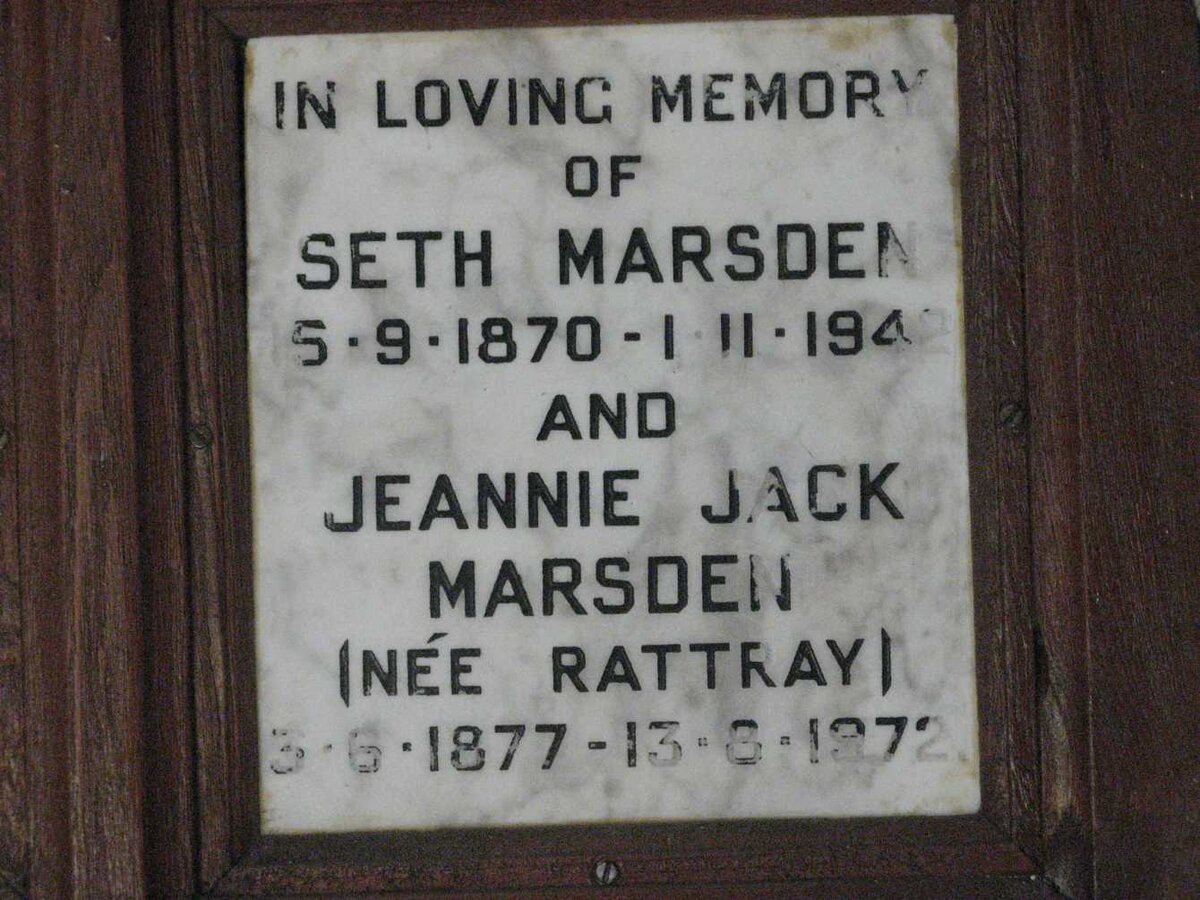 IN LOVING MEMORY
OF
SETH MARSDEN
5·9·1870 - 1·11·1942
AND
JEANNIE JACK
MARSDEN
(NÉE RATTRAY)
3·6·1877 - 13·8·1972.